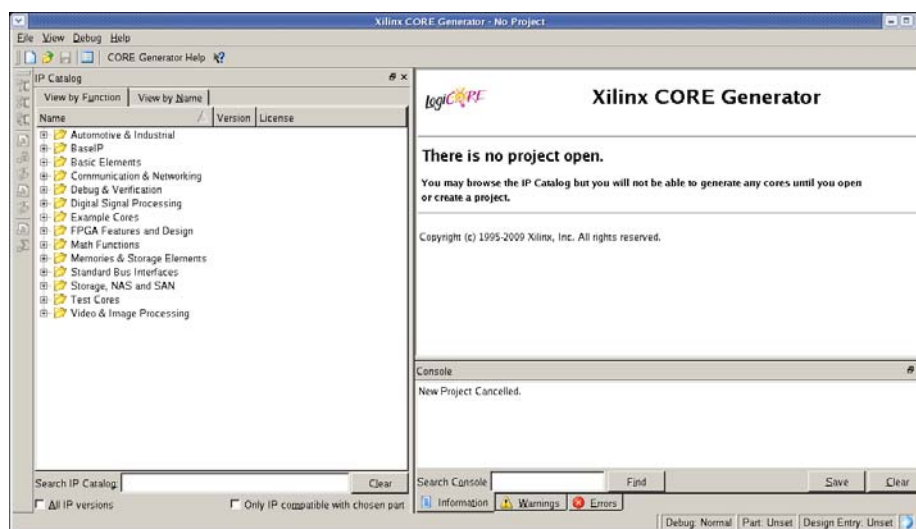 Xilinx CORE Generator - No Project
File View Debug Help
CORE Generator Help
IP Catalog
View by Function View by Name
Name Version License
Automotive & Industrial
BaseIP
Basic Elements
Communication & Networking
Debug & Verification
Digital Signal Processing
Example Cores
FPGA Features and Design
Math Functions
Memories & Storage Elements
Standard Bus Interfaces
Storage, NAS and SAN
Test Cores
Video & Image Processing
Search IP Catalog: Clear
All IP versions Only IP compatible with chosen part
LogiCORE Xilinx CORE Generator
There is no project open.
You may browse the IP Catalog but you will not be able to generate any cores until you open
or create a project.
Copyright (c) 1995-2009 Xilinx, Inc. All rights reserved.
Console
New Project Cancelled.
Search Console Find Save Clear
Information Warnings Errors
Debug: Normal Part: Unset Design Entry: Unset